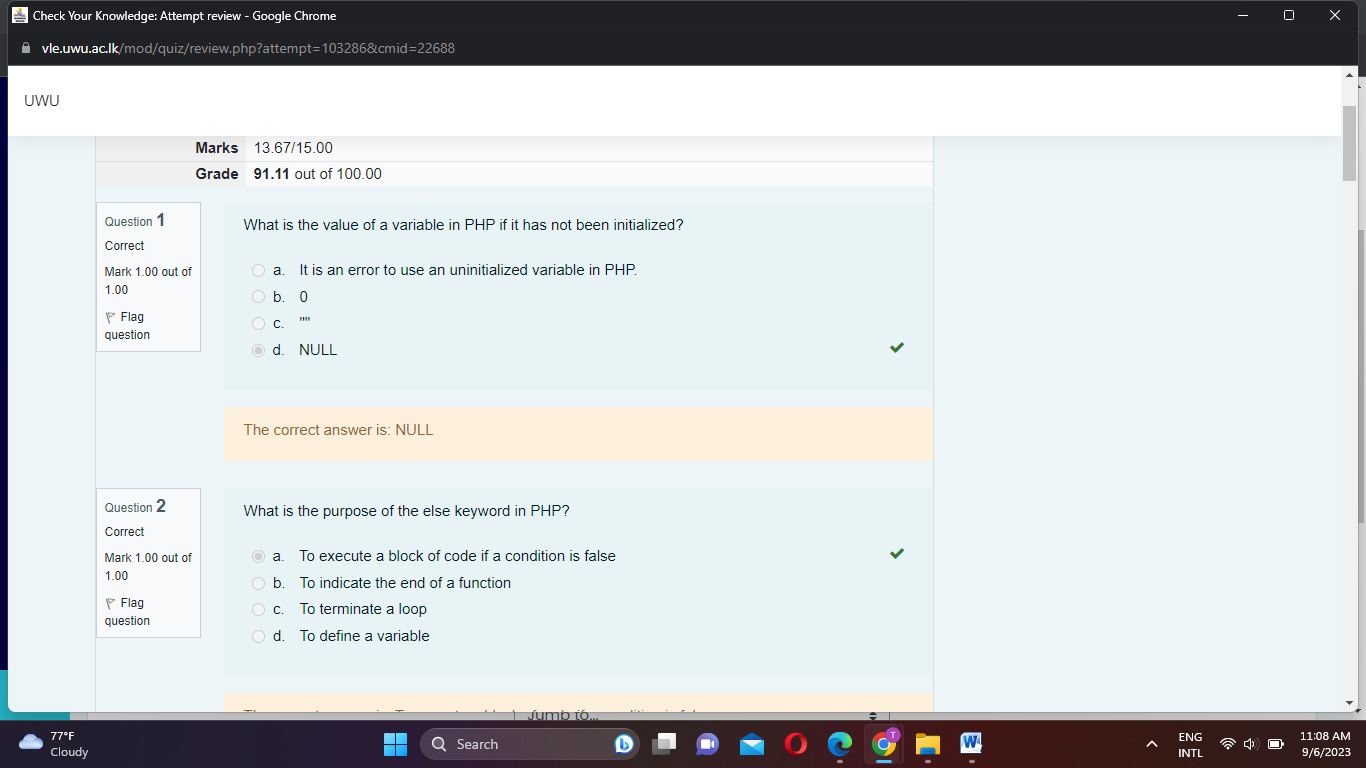 Check Your Knowledge: Attempt review - Google Chrome
vle.uwu.ac.lk/mod/quiz/review.php?attempt=103286&cmid=22688
UWU
Marks 13.67/15.00
Grade 91.11 out of 100.00
Question 1
Correct
Mark 1.00 out of
1.00
Flag
question
What is the value of a variable in PHP if it has not been initialized?
a. It is an error to use an uninitialized variable in PHP.
b. 0
c. ""
d. NULL
The correct answer is: NULL
Question 2
Correct
Mark 1.00 out of
1.00
Flag
question
What is the purpose of the else keyword in PHP?
a. To execute a block of code if a condition is false
b. To indicate the end of a function
c. To terminate a loop
d. To define a variable
Jump to...
77°F
Cloudy
Search
T
W
ENG
INTL
11:08 AM
9/6/2023